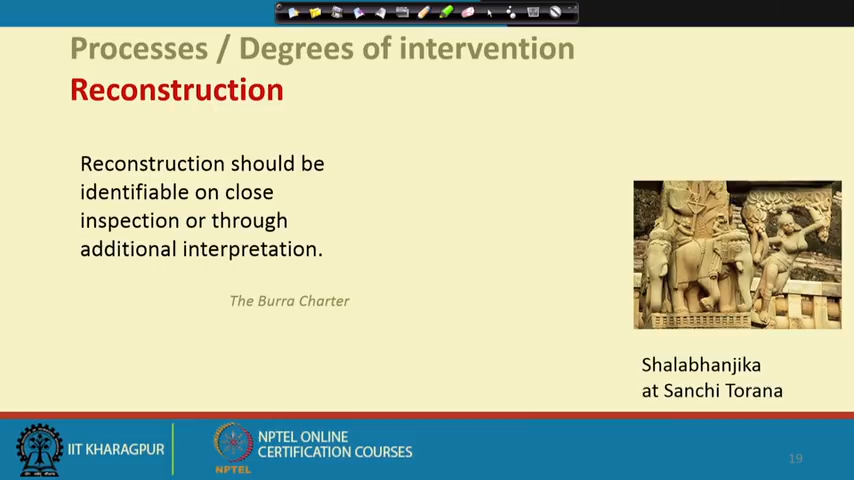 Processes / Degrees of intervention
Reconstruction
Reconstruction should be
identifiable on close
inspection or through
additional interpretation.
The Burra Charter
Shalabhanjika
at Sanchi Torana
IIT KHARAGPUR
NPTEL
NPTEL ONLINE
CERTIFICATION COURSES
19